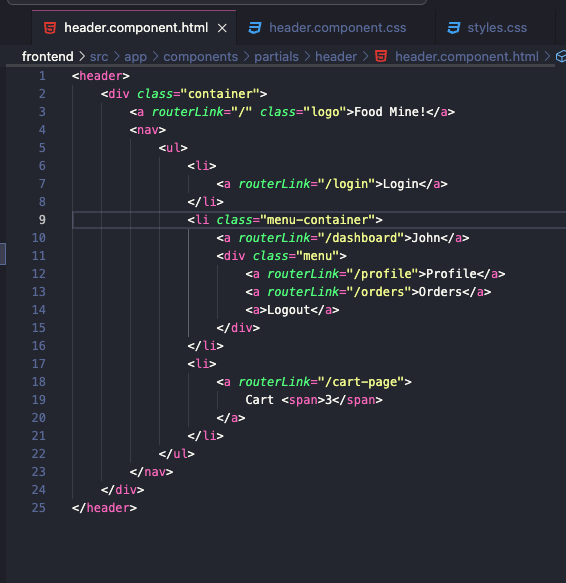 header.component.html × header.component.css styles.css
frontend > src > app > components > partials > header > header.component.html >
1 <header>
2 <div class="container">
3 <a routerLink="/" class="logo">Food Mine!</a>
4 <nav>
5 <ul>
6 <li>
7 <a routerLink="/login">Login</a>
8 </li>
9 <li class="menu-container">
10 <a routerLink="/dashboard">John</a>
11 <div class="menu">
12 <a routerLink="/profile">Profile</a>
13 <a routerLink="/orders">Orders</a>
14 <a>Logout</a>
15 </div>
16 </li>
17 <li>
18 <a routerLink="/cart-page">
19 Cart <span>3</span>
20 </a>
21 </li>
22 </ul>
23 </nav>
24 </div>
25 </header>